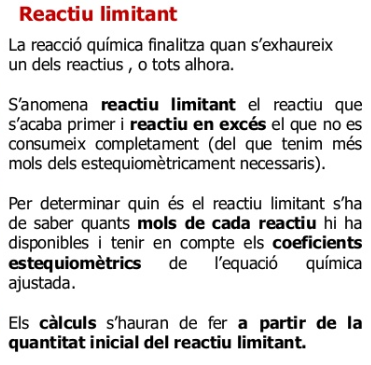 Reactiu limitant
La reacció química finalitza quan s'exhaureix
un dels reactius , o tots alhora.
S'anomena reactiu limitant el reactiu que
s'acaba primer i reactiu en excés el que no es
consumeix completament (del que tenim més
mols dels estequiomètricament necessaris).
Per determinar quin és el reactiu limitant s'ha
de saber quants mols de cada reactiu hi ha
disponibles i tenir en compte els coeficients
estequiomètrics de l'equació química
ajustada.
Els càlculs s'hauran de fer a partir de la
quantitat inicial del reactiu limitant.